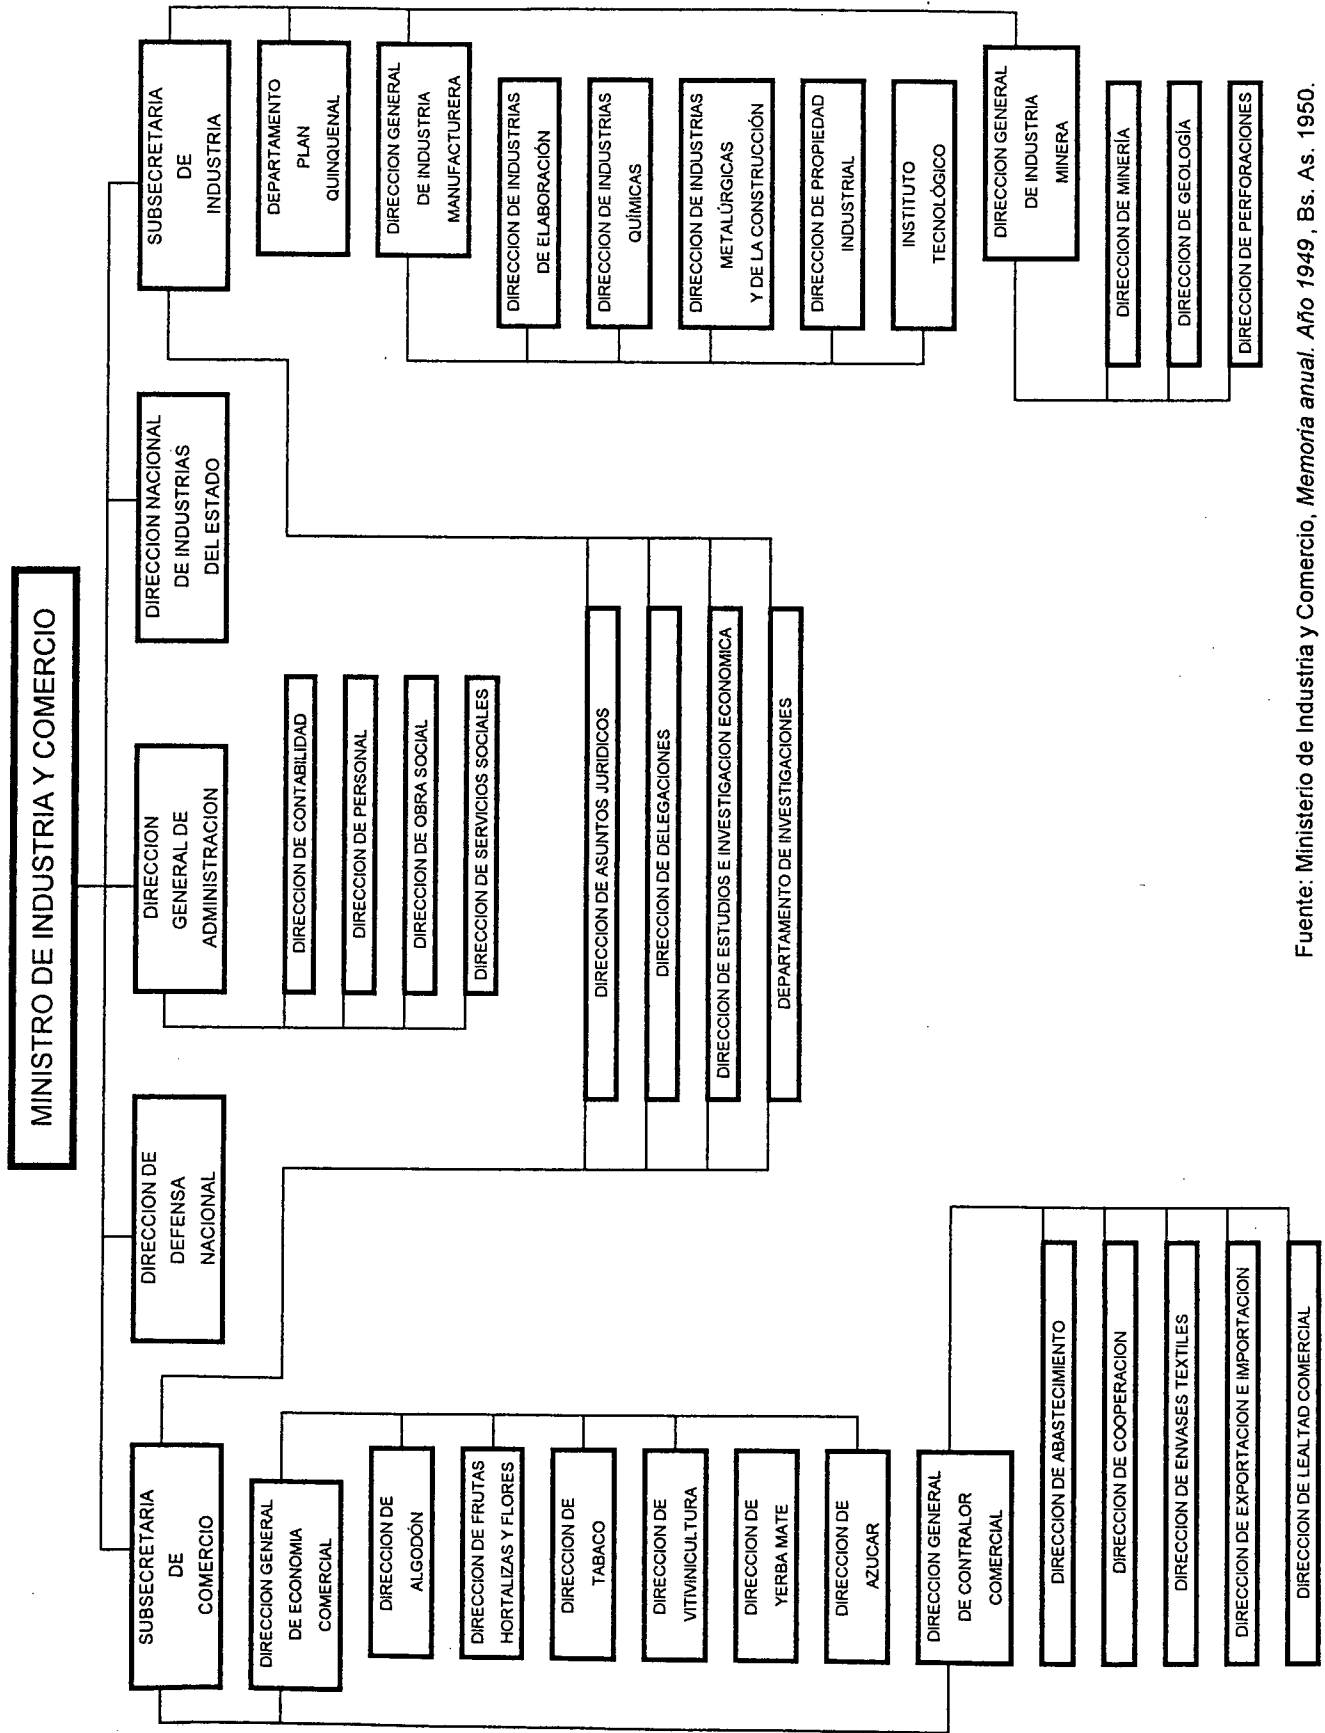 MINISTRO DE INDUSTRIA Y COMERCIO
SUBSECRETARIA
DE
COMERCIO
DIRECCION DE
DEFENSA
NACIONAL
DIRECCION
GENERAL DE
ADMINISTRACION
DIRECCION NACIONAL
DE INDUSTRIAS
DEL ESTADO
SUBSECRETARIA
DE
INDUSTRIA
DIRECCION GENERAL
DE ECONOMIA
COMERCIAL
DIRECCION DE
ALGODÓN
DIRECCION DE FRUTAS
HORTALIZAS Y FLORES
DIRECCION DE
TABACO
DIRECCION DE
VITIVINICULTURA
DIRECCION DE
YERBA MATE
DIRECCION DE
AZUCAR
DIRECCION GENERAL
DE CONTRALOR
COMERCIAL
DIRECCION DE ABASTECIMIENTO
DIRECCION DE COOPERACION
DIRECCION DE ENVASES TEXTILES
DIRECCION DE EXPORTACION E IMPORTACION
DIRECCION DE LEALTAD COMERCIAL
DIRECCION DE CONTABILIDAD
DIRECCION DE PERSONAL
DIRECCION DE OBRA SOCIAL
DIRECCION DE SERVICIOS SOCIALES
DIRECCION DE ASUNTOS JURIDICOS
DIRECCION DE DELEGACIONES
DIRECCION DE ESTUDIOS E INVESTIGACION ECONOMICA
DEPARTAMENTO DE INVESTIGACIONES
DEPARTAMENTO
PLAN
QUINQUENAL
DIRECCION GENERAL
DE INDUSTRIA
MANUFACTURERA
DIRECCION DE INDUSTRIAS
DE ELABORACIÓN
DIRECCION DE INDUSTRIAS
QUÍMICAS
DIRECCION DE INDUSTRIAS
METALÚRGICAS
Y DE LA CONSTRUCCIÓN
DIRECCION DE PROPIEDAD
INDUSTRIAL
INSTITUTO
TECNOLÓGICO
DIRECCION GENERAL
DE INDUSTRIA
MINERA
DIRECCION DE MINERÍA
DIRECCION DE GEOLOGÍA
DIRECCION DE PERFORACIONES
Fuente: Ministerio de Industria y Comercio, Memoria anual. Año 1949, Bs. As. 1950.